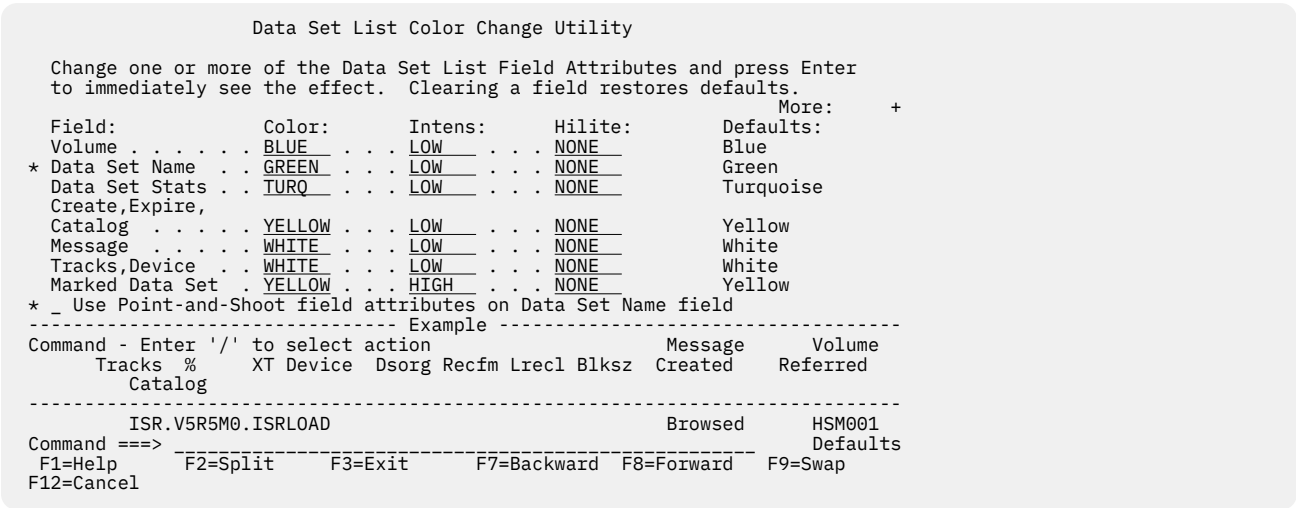 Data Set List Color Change Utility
Change one or more of the Data Set List Field Attributes and press Enter
to immediately see the effect.  Clearing a field restores defaults.
More:     +
Field:             Color:       Intens:      Hilite:        Defaults:
Volume . . . . . . BLUE   . . . LOW    . . . NONE           Blue
* Data Set Name  . . GREEN  . . . LOW    . . . NONE           Green
Data Set Stats . . TURQ   . . . LOW    . . . NONE           Turquoise
Create,Expire,
Catalog  . . . . . YELLOW . . . LOW    . . . NONE           Yellow
Message  . . . . . WHITE  . . . LOW    . . . NONE           White
Tracks,Device  . . WHITE  . . . LOW    . . . NONE           White
Marked Data Set  . YELLOW . . . HIGH   . . . NONE           Yellow
* _ Use Point-and-Shoot field attributes on Data Set Name field
--------------------------------- Example ------------------------------------
Command - Enter '/' to select action                     Message      Volume
Tracks  %     XT Device  Dsorg Recfm Lrecl Blksz  Created    Referred
Catalog
------------------------------------------------------------------------------
ISR.V5R5M0.ISRLOAD                              Browsed      HSM001
Command ===> ____________________________________________________     Defaults
F1=Help      F2=Split     F3=Exit      F7=Backward  F8=Forward   F9=Swap
F12=Cancel